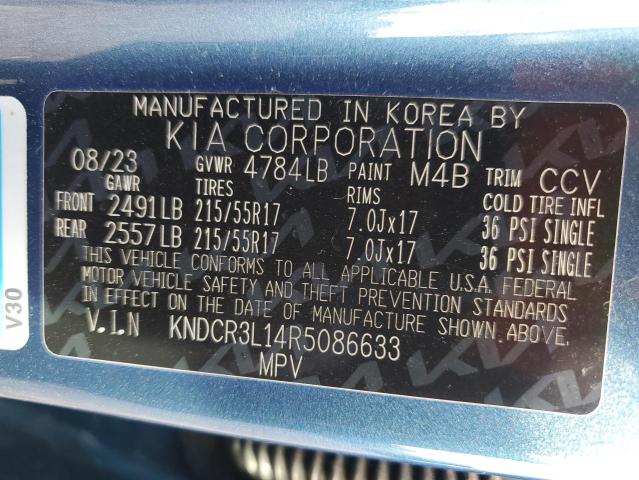 MANUFACTURED IN KOREA BY
KIA CORPORATION
08/23 GVWR 4784LB PAINT M4B TRIM CCV
GAWR TIRES RIMS COLD TIRE INFL
FRONT 2491LB 215/55R17 7.0Jx17 36 PSI SINGLE
REAR 2557LB 215/55R17 7.0Jx17 36 PSI SINGLE
THIS VEHICLE CONFORMS TO ALL APPLICABLE U.S.A. FEDERAL
MOTOR VEHICLE SAFETY AND THEFT PREVENTION STANDARDS
IN EFFECT ON THE DATE OF MANUFACTURE SHOWN ABOVE.
V.I.N KNDCR3L14R5086633
MPV
V30